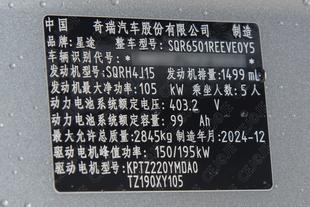 中国 奇瑞汽车股份有限公司 制造
品牌：星途 整车型号：SQR6501REEVE0Y5
车辆识别代号：* *
发动机型号：SQRH4J15 发动机排量：1499 mL
发动机最大净功率：105 kW 乘坐人数：5人
动力电池系统额定电压：403.2 V
动力电池系统额定容量：99 Ah
最大允许总质量：2845kg 制造年月：2024-12
驱动电机峰值功率：150/195kW
驱动电机型号：KPTZ220YMDA0
TZ190XY105